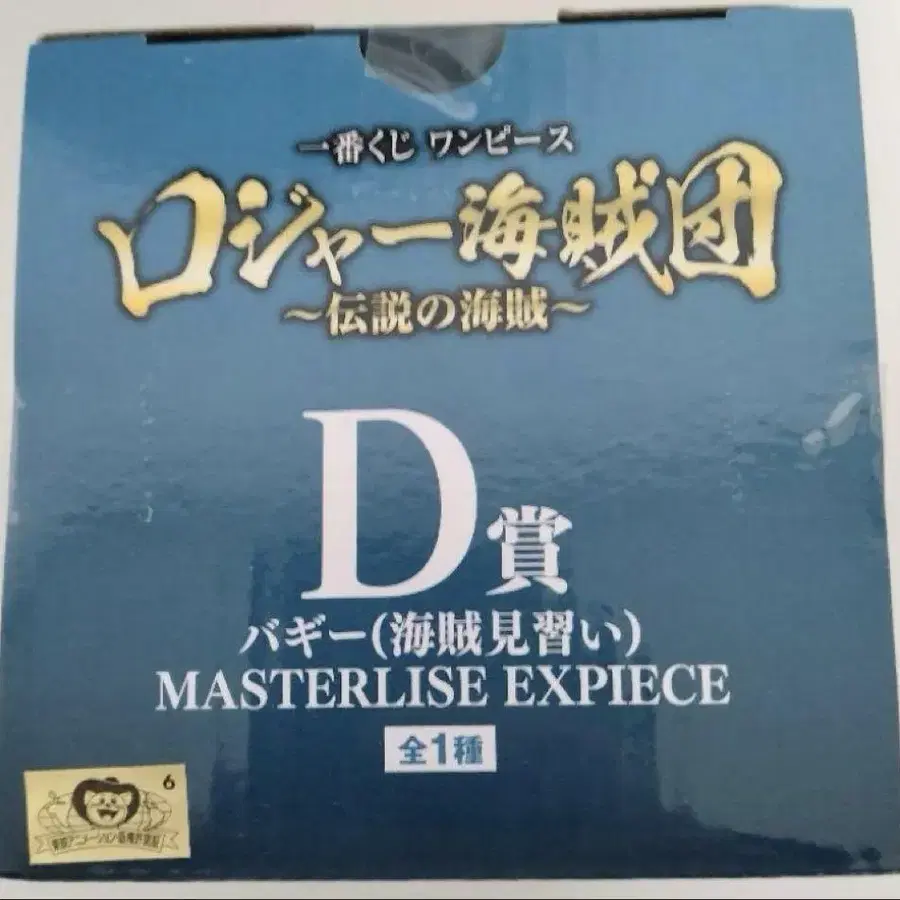 一番くじ ワンピース
ロジャー海賊団
～伝説の海賊～
D賞
バギー(海賊見習い)
MASTERLISE EXPIECE
全1種
6